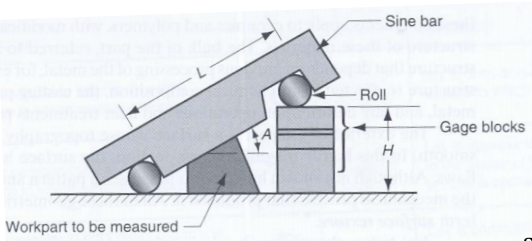 Sine bar
L
Roll
Gage blocks
A
H
Workpart to be measured